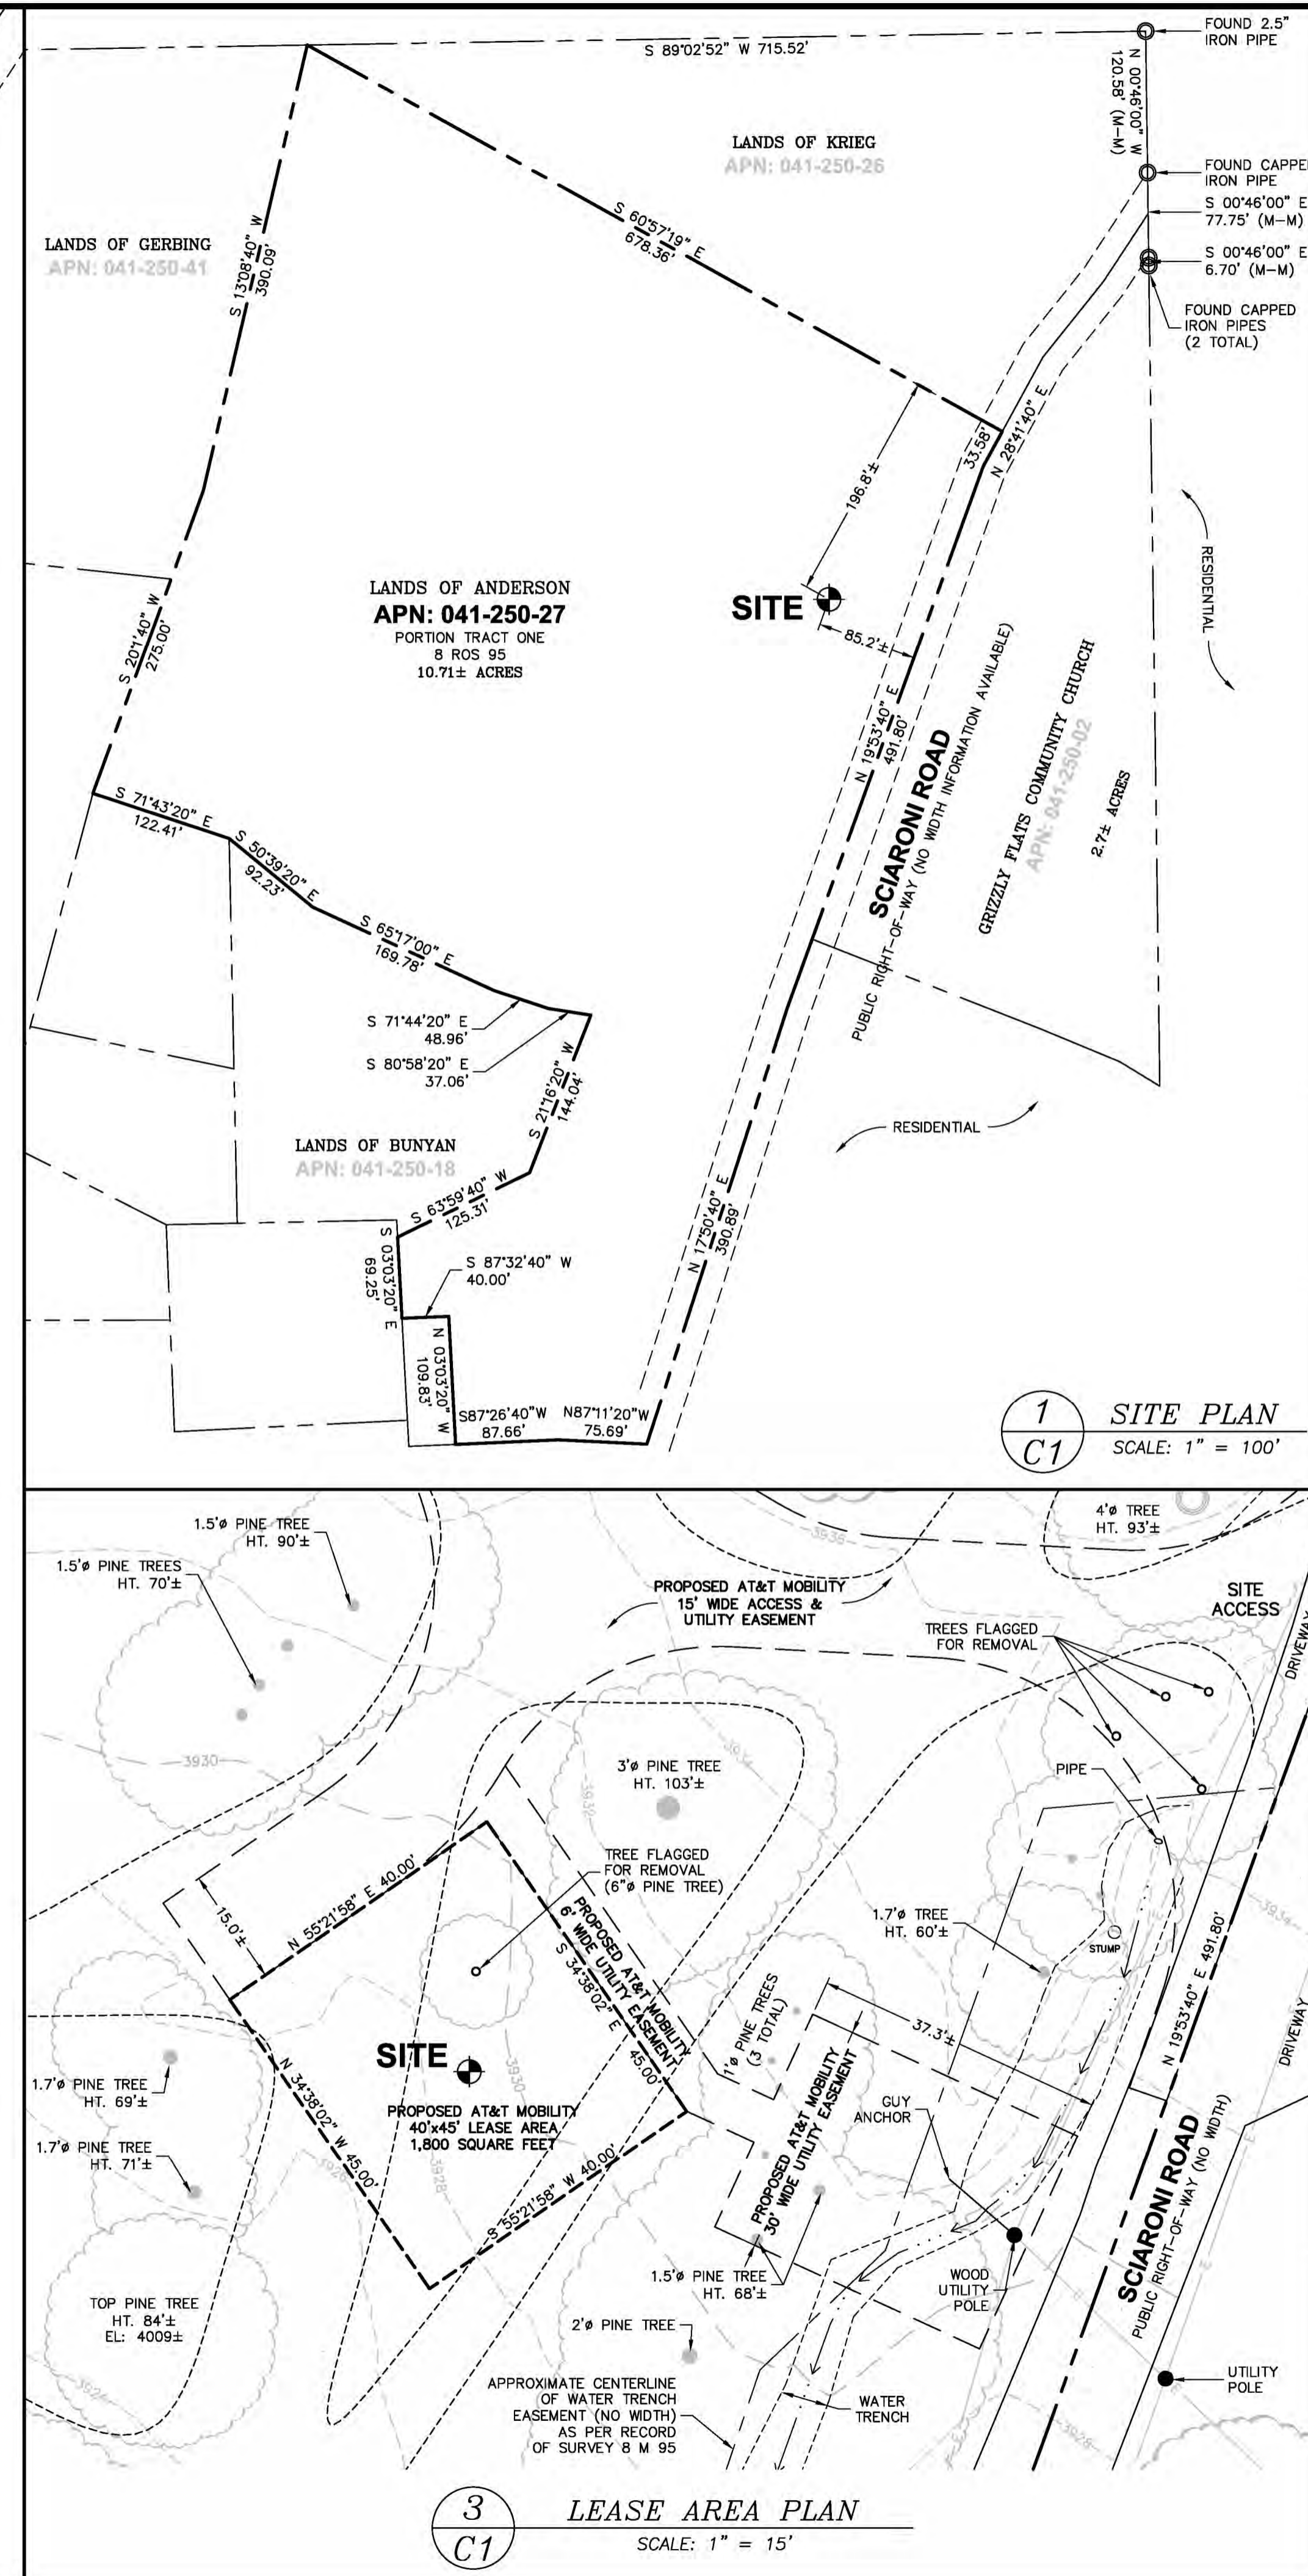 FOUND 2.5"
IRON PIPE
S 89°02'52" W 715.52'
N 00°46'00" W
120.58' (M-M)
LANDS OF KRIEG
APN: 041-250-26
FOUND CAPPED
IRON PIPE
S 00°46'00" E
77.75' (M-M)
S 00°46'00" E
6.70' (M-M)
FOUND CAPPED
IRON PIPES
(2 TOTAL)
LANDS OF GERBING
APN: 041-250-41
S 13°08'40" W
390.09'
S 60°57'19" E
678.36'
33.58'
N 28°41'40" E
196.8'±
RESIDENTIAL
LANDS OF ANDERSON
APN: 041-250-27
PORTION TRACT ONE
8 ROS 95
10.71± ACRES
SITE
85.2'±
S 20°1'40" W
275.00'
N 19°53'40" E
491.80'
SCIARONI ROAD
PUBLIC RIGHT-OF-WAY (NO WIDTH INFORMATION AVAILABLE)
GRIZZLY FLATS COMMUNITY CHURCH
APN: 041-250-02
2.7± ACRES
S 71°43'20" E
122.41'
S 50°39'20" E
92.23'
S 65°17'00" E
169.78'
S 71°44'20" E
48.96'
S 80°58'20" E
37.06'
S 21°16'20" W
144.04'
RESIDENTIAL
LANDS OF BUNYAN
APN: 041-250-18
S 63°59'40" W
125.31'
S 03°03'20" E
69.25'
S 87°32'40" W
40.00'
N 03°03'20" W
109.83'
N 17°50'40" E
390.89'
S87°26'40"W
87.66'
N87°11'20"W
75.69'
1
C1
SITE PLAN
SCALE: 1" = 100'
1.5'ø PINE TREE
HT. 90'±
1.5'ø PINE TREES
HT. 70'±
3936
4'ø TREE
HT. 93'±
PROPOSED AT&T MOBILITY
15' WIDE ACCESS &
UTILITY EASEMENT
SITE
ACCESS
TREES FLAGGED
FOR REMOVAL
DRIVEWAY
3930
3934
3932
3'ø PINE TREE
HT. 103'±
PIPE
TREE FLAGGED
FOR REMOVAL
(6"ø PINE TREE)
15.0'±
N 55°21'58" E 40.00'
PROPOSED AT&T MOBILITY
6' WIDE UTILITY EASEMENT
S 34°38'02" E
45.00'
1.7'ø TREE
HT. 60'±
STUMP
3934
N 19°53'40" E 491.80'
1'ø PINE TREES
(3 TOTAL)
37.3'±
DRIVEWAY
SITE
3930
1.7'ø PINE TREE
HT. 69'±
N 34°38'02" W 45.00'
PROPOSED AT&T MOBILITY
40'x45' LEASE AREA
1,800 SQUARE FEET
PROPOSED AT&T MOBILITY
30' WIDE UTILITY EASEMENT
GUY
ANCHOR
1.7'ø PINE TREE
HT. 71'±
3928
S 55°21'58" W 40.00'
SCIARONI ROAD
PUBLIC RIGHT-OF-WAY (NO WIDTH)
1.5'ø PINE TREE
HT. 68'±
WOOD
UTILITY
POLE
TOP PINE TREE
HT. 84'±
EL: 4009±
2'ø PINE TREE
UTILITY
POLE
APPROXIMATE CENTERLINE
OF WATER TRENCH
EASEMENT (NO WIDTH)
AS PER RECORD
OF SURVEY 8 M 95
WATER
TRENCH
3928
3
C1
LEASE AREA PLAN
SCALE: 1" = 15'